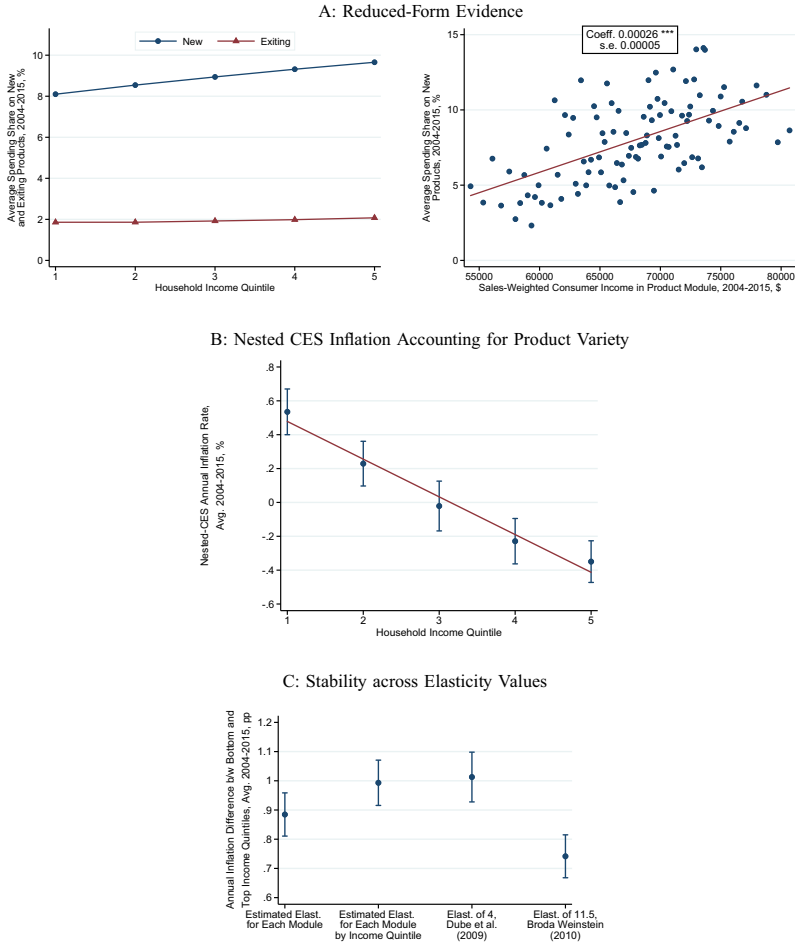 A: Reduced-Form Evidence
New Exiting
Average Spending Share on New
and Exiting Products, 2004-2015, %
10
8
6
4
2
0
1 2 3 4 5
Household Income Quintile
Coeff. 0.00026 ***
s.e. 0.00005
Average Spending Share on New
Products, 2004-2015, %
15
10
5
0
55000 60000 65000 70000 75000 80000
Sales-Weighted Consumer Income in Product Module, 2004-2015, $
B: Nested CES Inflation Accounting for Product Variety
Nested-CES Annual Inflation Rate,
Avg. 2004-2015, %
.8
.6
.4
.2
0
-.2
-.4
-.6
1 2 3 4 5
Household Income Quintile
C: Stability across Elasticity Values
Annual Inflation Difference b/w Bottom and
Top Income Quintiles, Avg. 2004-2015, pp
1.2
1.1
1
.9
.8
.7
.6
Estimated Elast. Estimated Elast. Elast. of 4, Elast. of 11.5,
for Each Module for Each Module Dube et al. Broda Weinstein
by Income Quintile (2009) (2010)